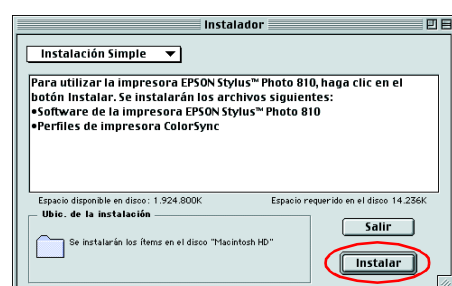 Instalador
Instalación Simple
Para utilizar la impresora EPSON Stylus™ Photo 810, haga clic en el
botón Instalar. Se instalarán los archivos siguientes:
•Software de la impresora EPSON Stylus™ Photo 810
•Perfiles de impresora ColorSync
Espacio disponible en disco: 1.924.800K Espacio requerido en el disco 14.236K
Ubic. de la instalación
Se instalarán los ítems en el disco "Macintosh HD"
Salir
Instalar